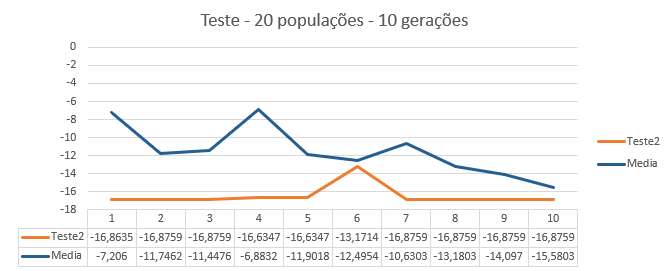 Teste - 20 populações - 10 gerações
0
-2
-4
-6
-8
-10
-12
-14
-16
-18
Teste2
Media
1 2 3 4 5 6 7 8 9 10
Teste2 -16,8635 -16,8759 -16,8759 -16,6347 -16,6347 -13,1714 -16,8759 -16,8759 -16,8759 -16,8759
Media -7,206 -11,7462 -11,4476 -6,8832 -11,9018 -12,4954 -10,6303 -13,1803 -14,097 -15,5803